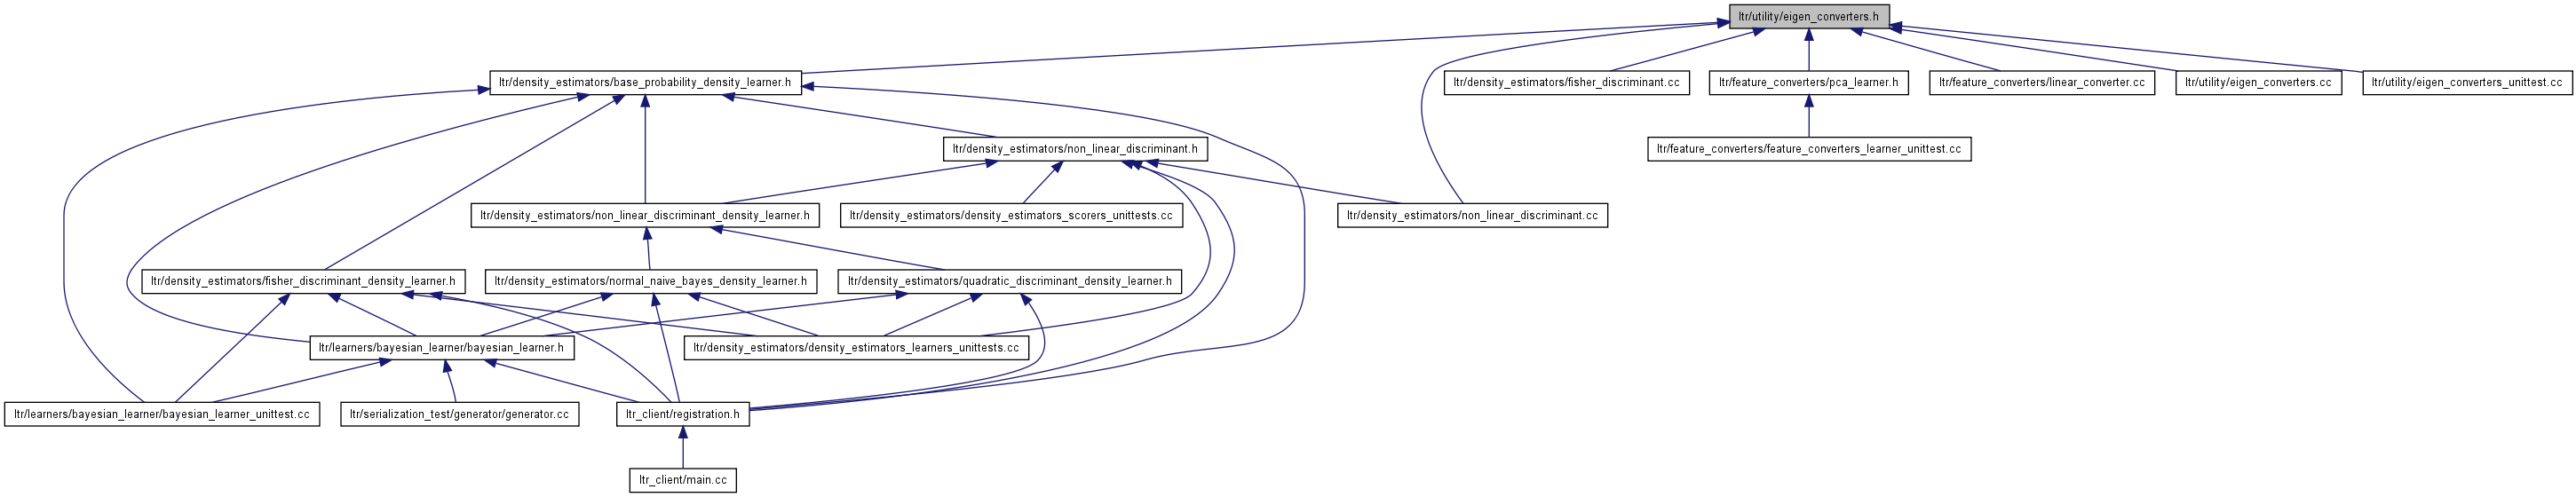 ltr/utility/eigen_converters.h
ltr/density_estimators/base_probability_density_learner.h
ltr/density_estimators/fisher_discriminant.cc
ltr/feature_converters/pca_learner.h
ltr/feature_converters/linear_converter.cc
ltr/utility/eigen_converters.cc
ltr/utility/eigen_converters_unittest.cc
ltr/density_estimators/non_linear_discriminant.h
ltr/feature_converters/feature_converters_learner_unittest.cc
ltr/density_estimators/non_linear_discriminant_density_learner.h
ltr/density_estimators/density_estimators_scorers_unittests.cc
ltr/density_estimators/non_linear_discriminant.cc
ltr/density_estimators/fisher_discriminant_density_learner.h
ltr/density_estimators/normal_naive_bayes_density_learner.h
ltr/density_estimators/quadratic_discriminant_density_learner.h
ltr/learners/bayesian_learner/bayesian_learner.h
ltr/density_estimators/density_estimators_learners_unittests.cc
ltr/learners/bayesian_learner/bayesian_learner_unittest.cc
ltr/serialization_test/generator/generator.cc
ltr_client/registration.h
ltr_client/main.cc